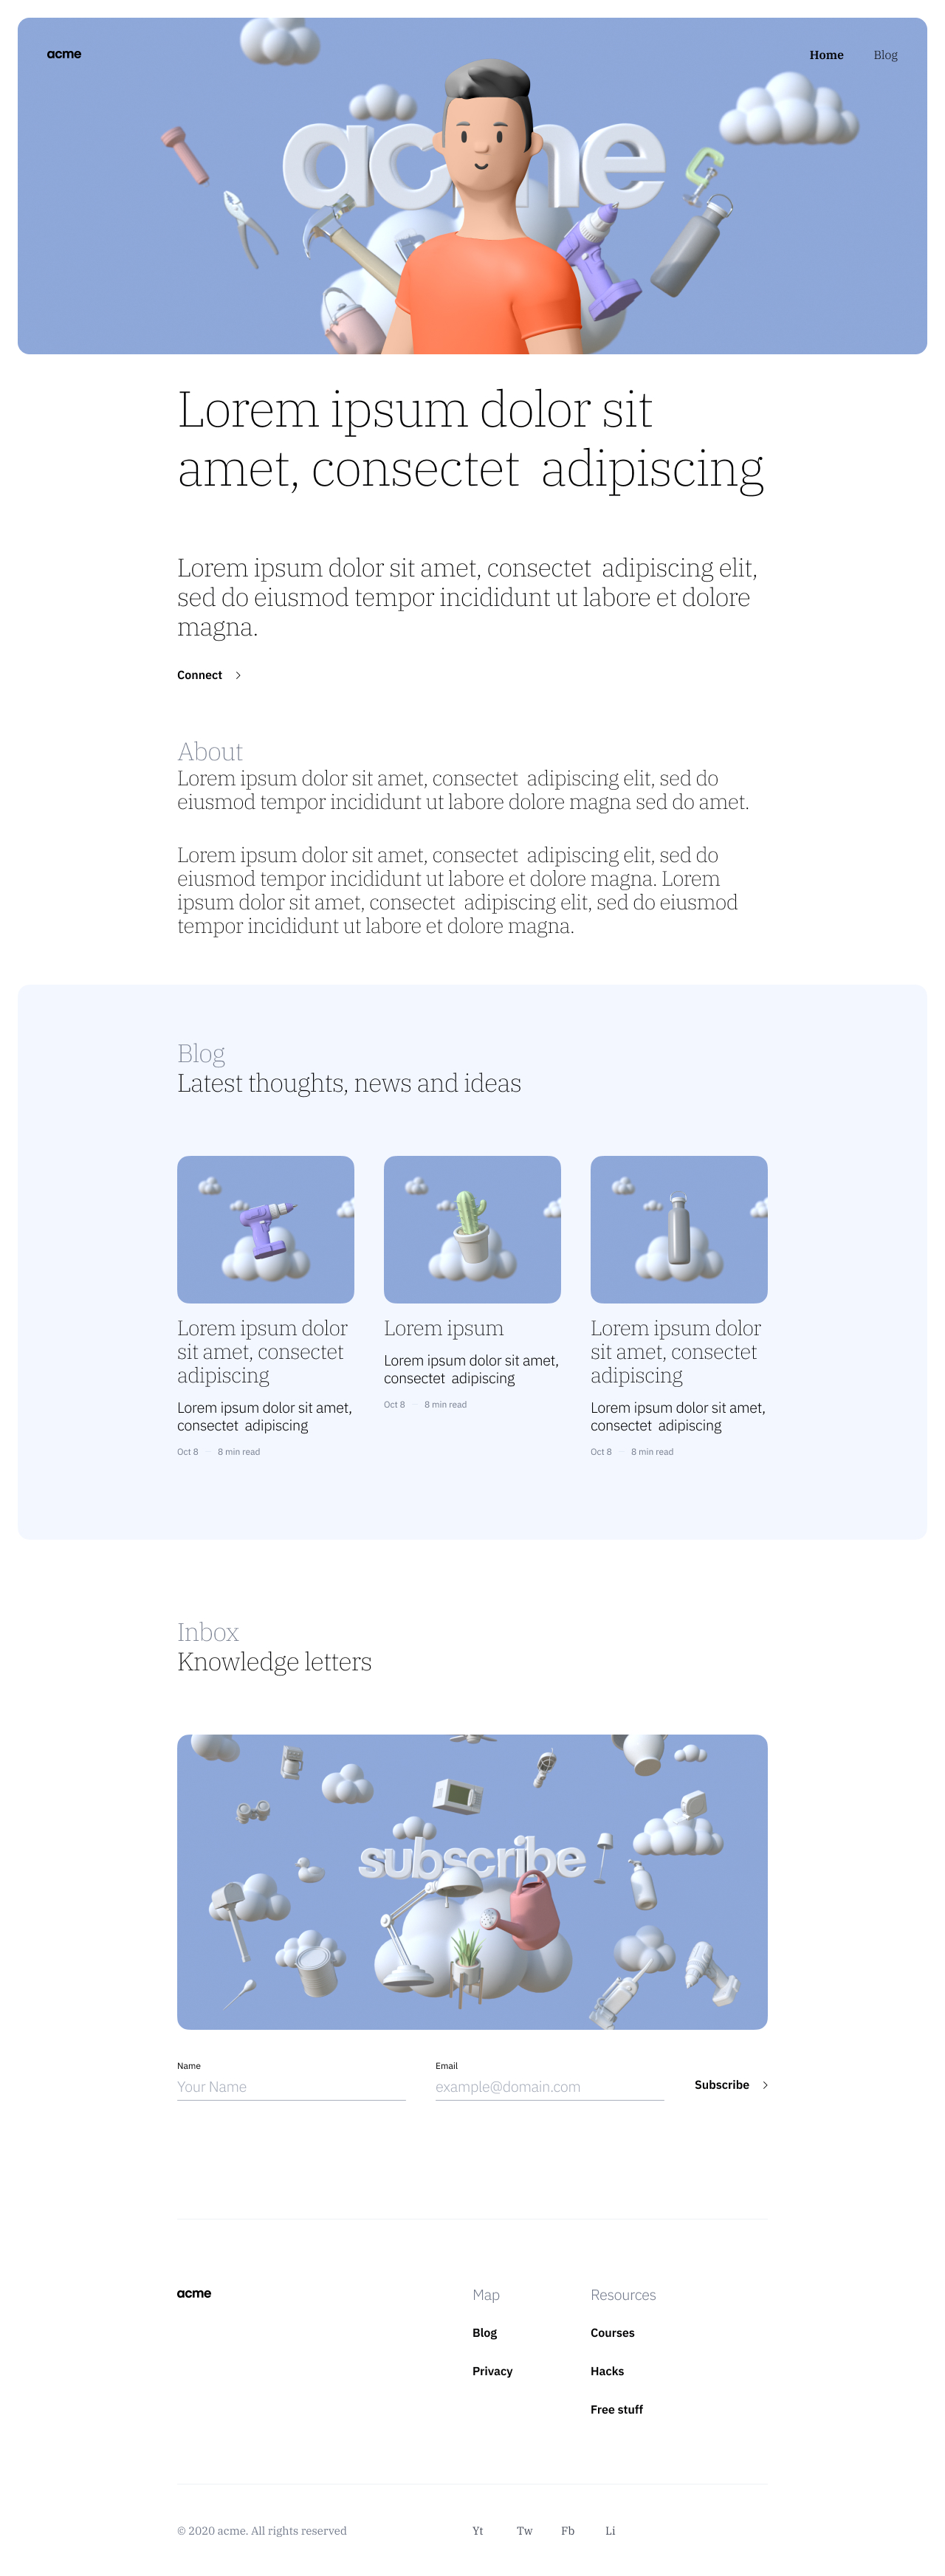 acme
Home
Blog
acme
Lorem ipsum dolor sit
amet, consectet  adipiscing
Lorem ipsum dolor sit amet, consectet  adipiscing elit,
sed do eiusmod tempor incididunt ut labore et dolore
magna.
Connect
About
Lorem ipsum dolor sit amet, consectet  adipiscing elit, sed do
eiusmod tempor incididunt ut labore dolore magna sed do amet.
Lorem ipsum dolor sit amet, consectet  adipiscing elit, sed do
eiusmod tempor incididunt ut labore et dolore magna. Lorem
ipsum dolor sit amet, consectet  adipiscing elit, sed do eiusmod
tempor incididunt ut labore et dolore magna.
Blog
Latest thoughts, news and ideas
Lorem ipsum dolor
sit amet, consectet
adipiscing
Lorem ipsum dolor sit amet,
consectet  adipiscing
Oct 8
8 min read
Lorem ipsum
Lorem ipsum dolor sit amet,
consectet  adipiscing
Oct 8
8 min read
Lorem ipsum dolor
sit amet, consectet
adipiscing
Lorem ipsum dolor sit amet,
consectet  adipiscing
Oct 8
8 min read
Inbox
Knowledge letters
subscribe
Name
Your Name
Email
example@domain.com
Subscribe
acme
Map
Blog
Privacy
Resources
Courses
Hacks
Free stuff
© 2020 acme. All rights reserved
Yt
Tw
Fb
Li